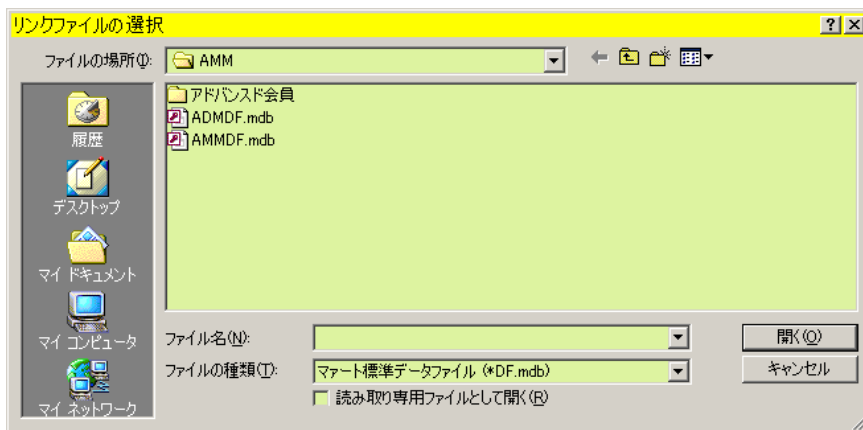 リンクファイルの選択
ファイルの場所(I):
AMM
履歴
デスクトップ
マイ ドキュメント
マイ コンピュータ
マイ ネットワーク
アドバンスド会員
ADMDF.mdb
AMMDF.mdb
ファイル名(N):
開く(O)
ファイルの種類(T):
マァート標準データファイル (*DF.mdb)
キャンセル
読み取り専用ファイルとして開く(R)